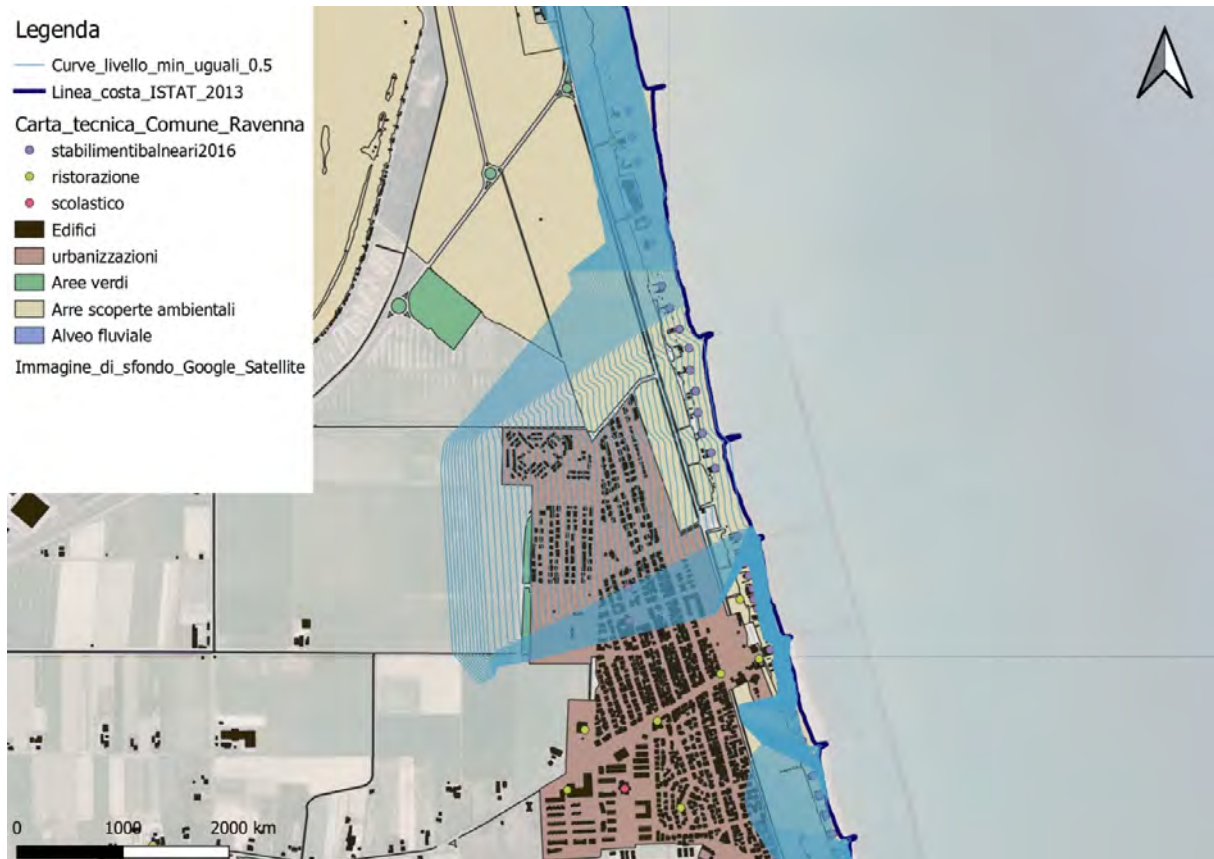 Legenda
Curve_livello_min_uguali_0.5
Linea_costa_ISTAT_2013
Carta_tecnica_Comune_Ravenna
stabilimentibalneari2016
ristorazione
scolastico
Edifici
urbanizzazioni
Aree verdi
Arre scoperte ambientali
Alveo fluviale
Immagine_di_sfondo_Google_Satellite
0 1000 2000 km